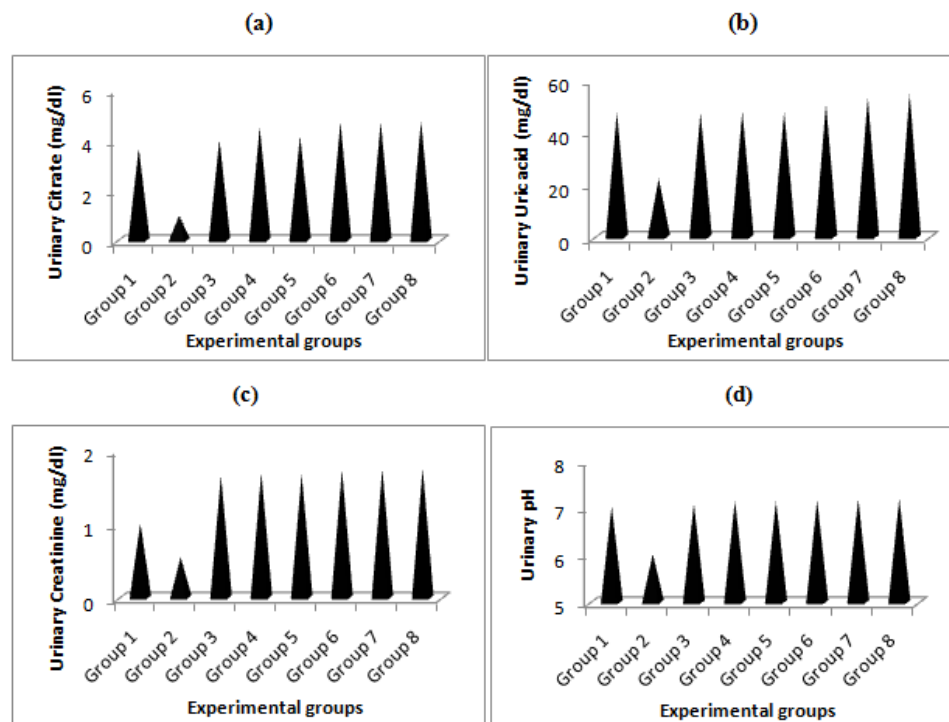 (a)
(b)
Urinary Citrate (mg/dl)
6
4
2
0
Group 1
Group 2
Group 3
Group 4
Group 5
Group 6
Group 7
Group 8
Experimental groups
Urinary Uric acid (mg/dl)
60
40
20
0
Group 1
Group 2
Group 3
Group 4
Group 5
Group 6
Group 7
Group 8
Experimental groups
(c)
(d)
Urinary Creatinine (mg/dl)
2
1
0
Group 1
Group 2
Group 3
Group 4
Group 5
Group 6
Group 7
Group 8
Experimental groups
Urinary pH
8
7
6
5
Group 1
Group 2
Group 3
Group 4
Group 5
Group 6
Group 7
Group 8
Experimental groups